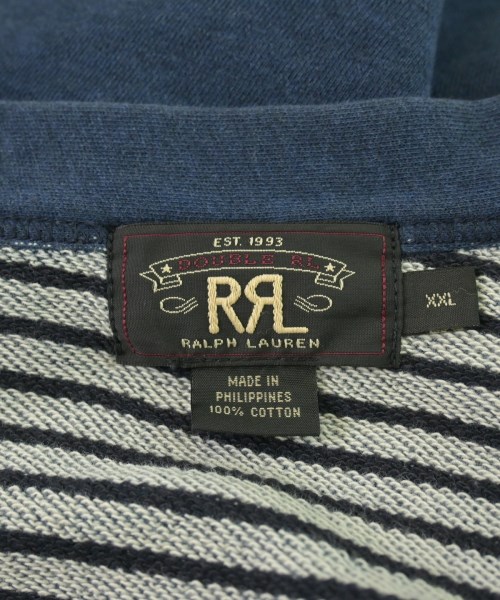 EST. 1993
DOUBLE RL
RRL
RALPH LAUREN
XXL
MADE IN
PHILIPPINES
100% COTTON